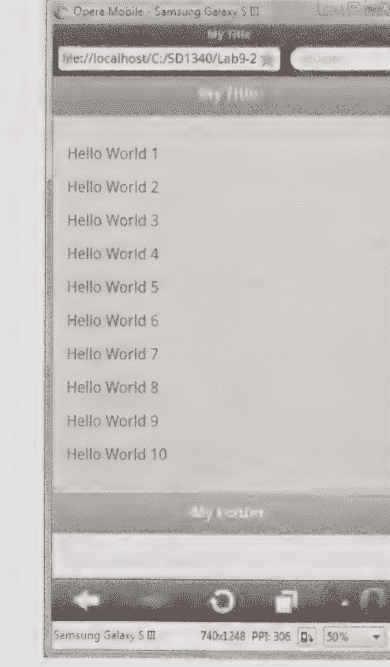 Opera Mobile - Samsung Galaxy S III
My Title
file://localhost/C:/SD1340/Lab9-2
My Title
Hello World 1
Hello World 2
Hello World 3
Hello World 4
Hello World 5
Hello World 6
Hello World 7
Hello World 8
Hello World 9
Hello World 10
My Footer
Samsung Galaxy S III 740x1248 PPI: 306 50%